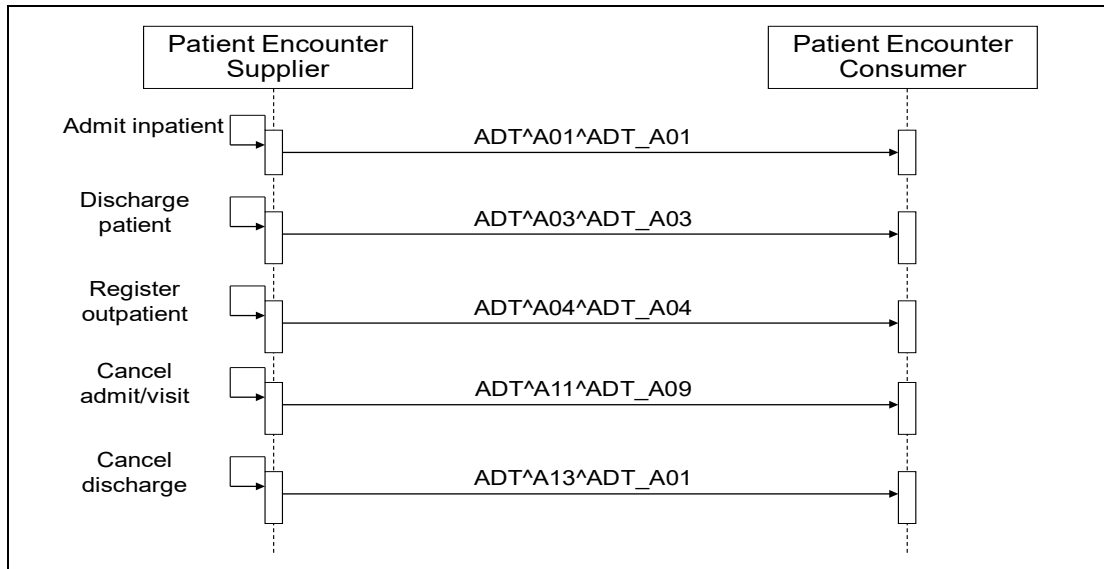 Patient Encounter
Supplier
Patient Encounter
Consumer
Admit inpatient
ADT^A01^ADT_A01
Discharge
patient
ADT^A03^ADT_A03
Register
outpatient
ADT^A04^ADT_A04
Cancel
admit/visit
ADT^A11^ADT_A09
Cancel
discharge
ADT^A13^ADT_A01